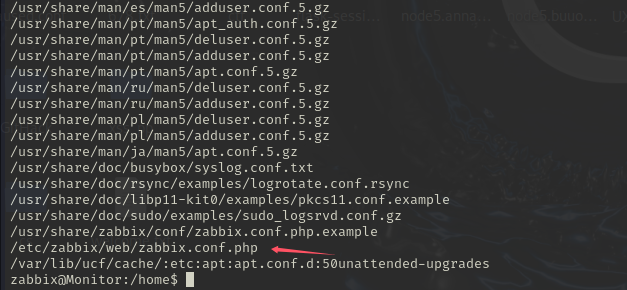 /usr/share/man/es/man5/adduser.conf.5.gz
/usr/share/man/pt/man5/apt_auth.conf.5.gz
/usr/share/man/pt/man5/deluser.conf.5.gz
/usr/share/man/pt/man5/adduser.conf.5.gz
/usr/share/man/pt/man5/apt.conf.5.gz
/usr/share/man/ru/man5/deluser.conf.5.gz
/usr/share/man/ru/man5/adduser.conf.5.gz
/usr/share/man/pl/man5/deluser.conf.5.gz
/usr/share/man/pl/man5/adduser.conf.5.gz
/usr/share/man/ja/man5/apt.conf.5.gz
/usr/share/doc/busybox/syslog.conf.txt
/usr/share/doc/rsync/examples/logrotate.conf.rsync
/usr/share/doc/libp11-kit0/examples/pkcs11.conf.example
/usr/share/doc/sudo/examples/sudo_logsrvd.conf.gz
/usr/share/zabbix/conf/zabbix.conf.php.example
/etc/zabbix/web/zabbix.conf.php
/var/lib/ucf/cache/:etc:apt:apt.conf.d:50unattended-upgrades
zabbix@Monitor:/home$